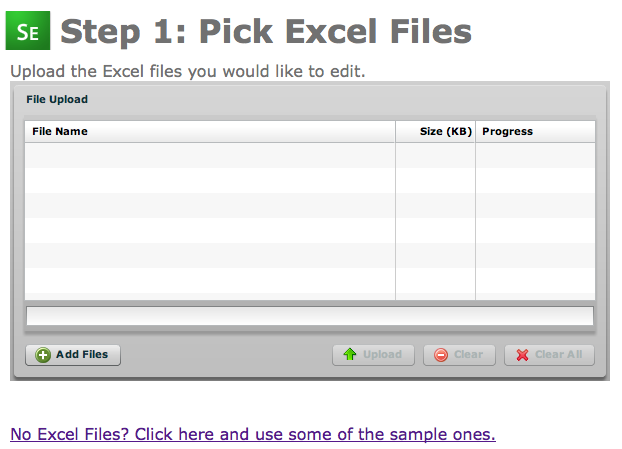 SE
Step 1: Pick Excel Files
Upload the Excel files you would like to edit.
File Upload
File Name Size (KB) Progress
Add Files Upload Clear Clear All
No Excel Files? Click here and use some of the sample ones.